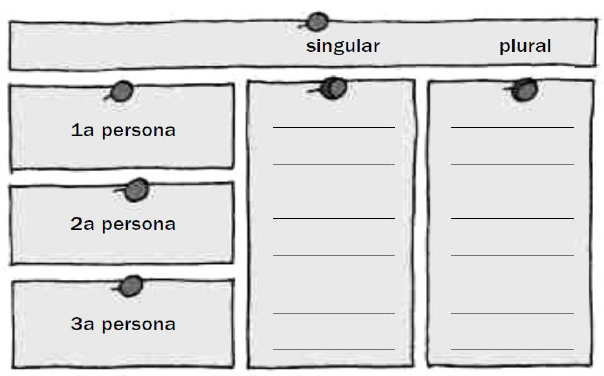 singular plural
1a persona
2a persona
3a persona